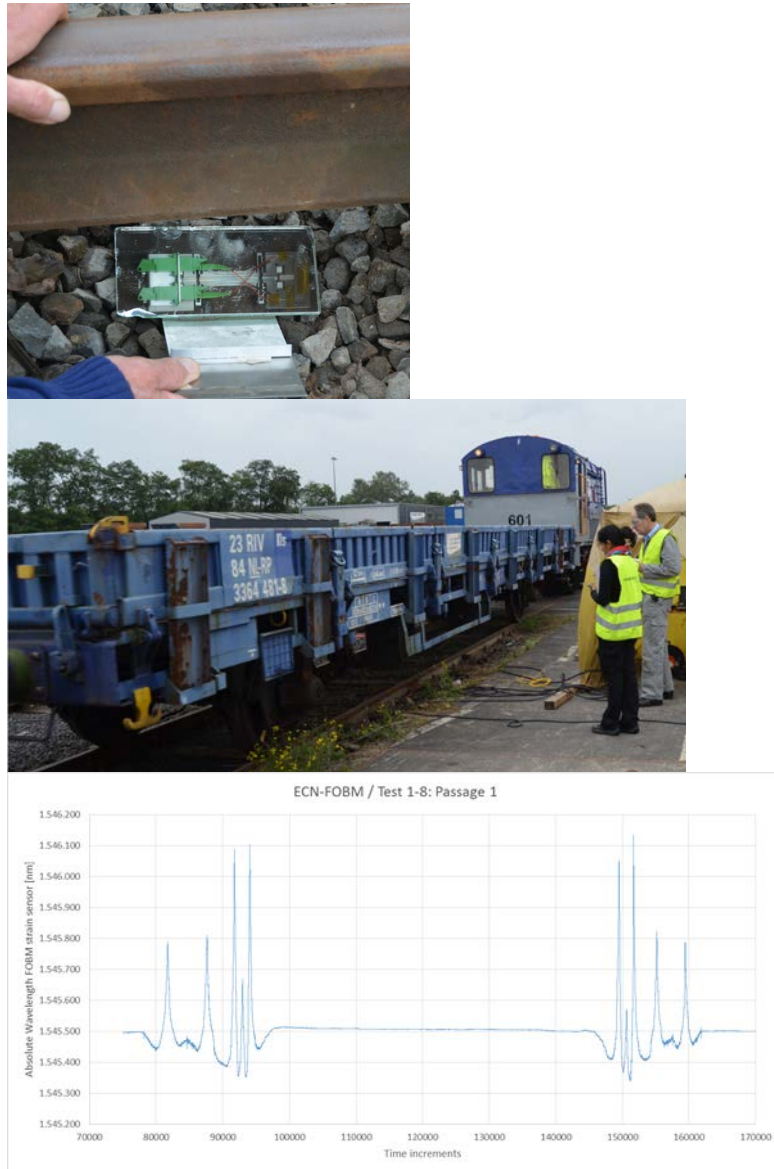 601
23 RIV
84 NL-RP
3364 481-8
ECN-FOBM / Test 1-8: Passage 1
Absolute Wavelength FOBM strain sensor [nm]
1.546.200
1.546.100
1.546.000
1.545.900
1.545.800
1.545.700
1.545.600
1.545.500
1.545.400
1.545.300
1.545.200
70000 80000 90000 100000 110000 120000 130000 140000 150000 160000 170000
Time increments